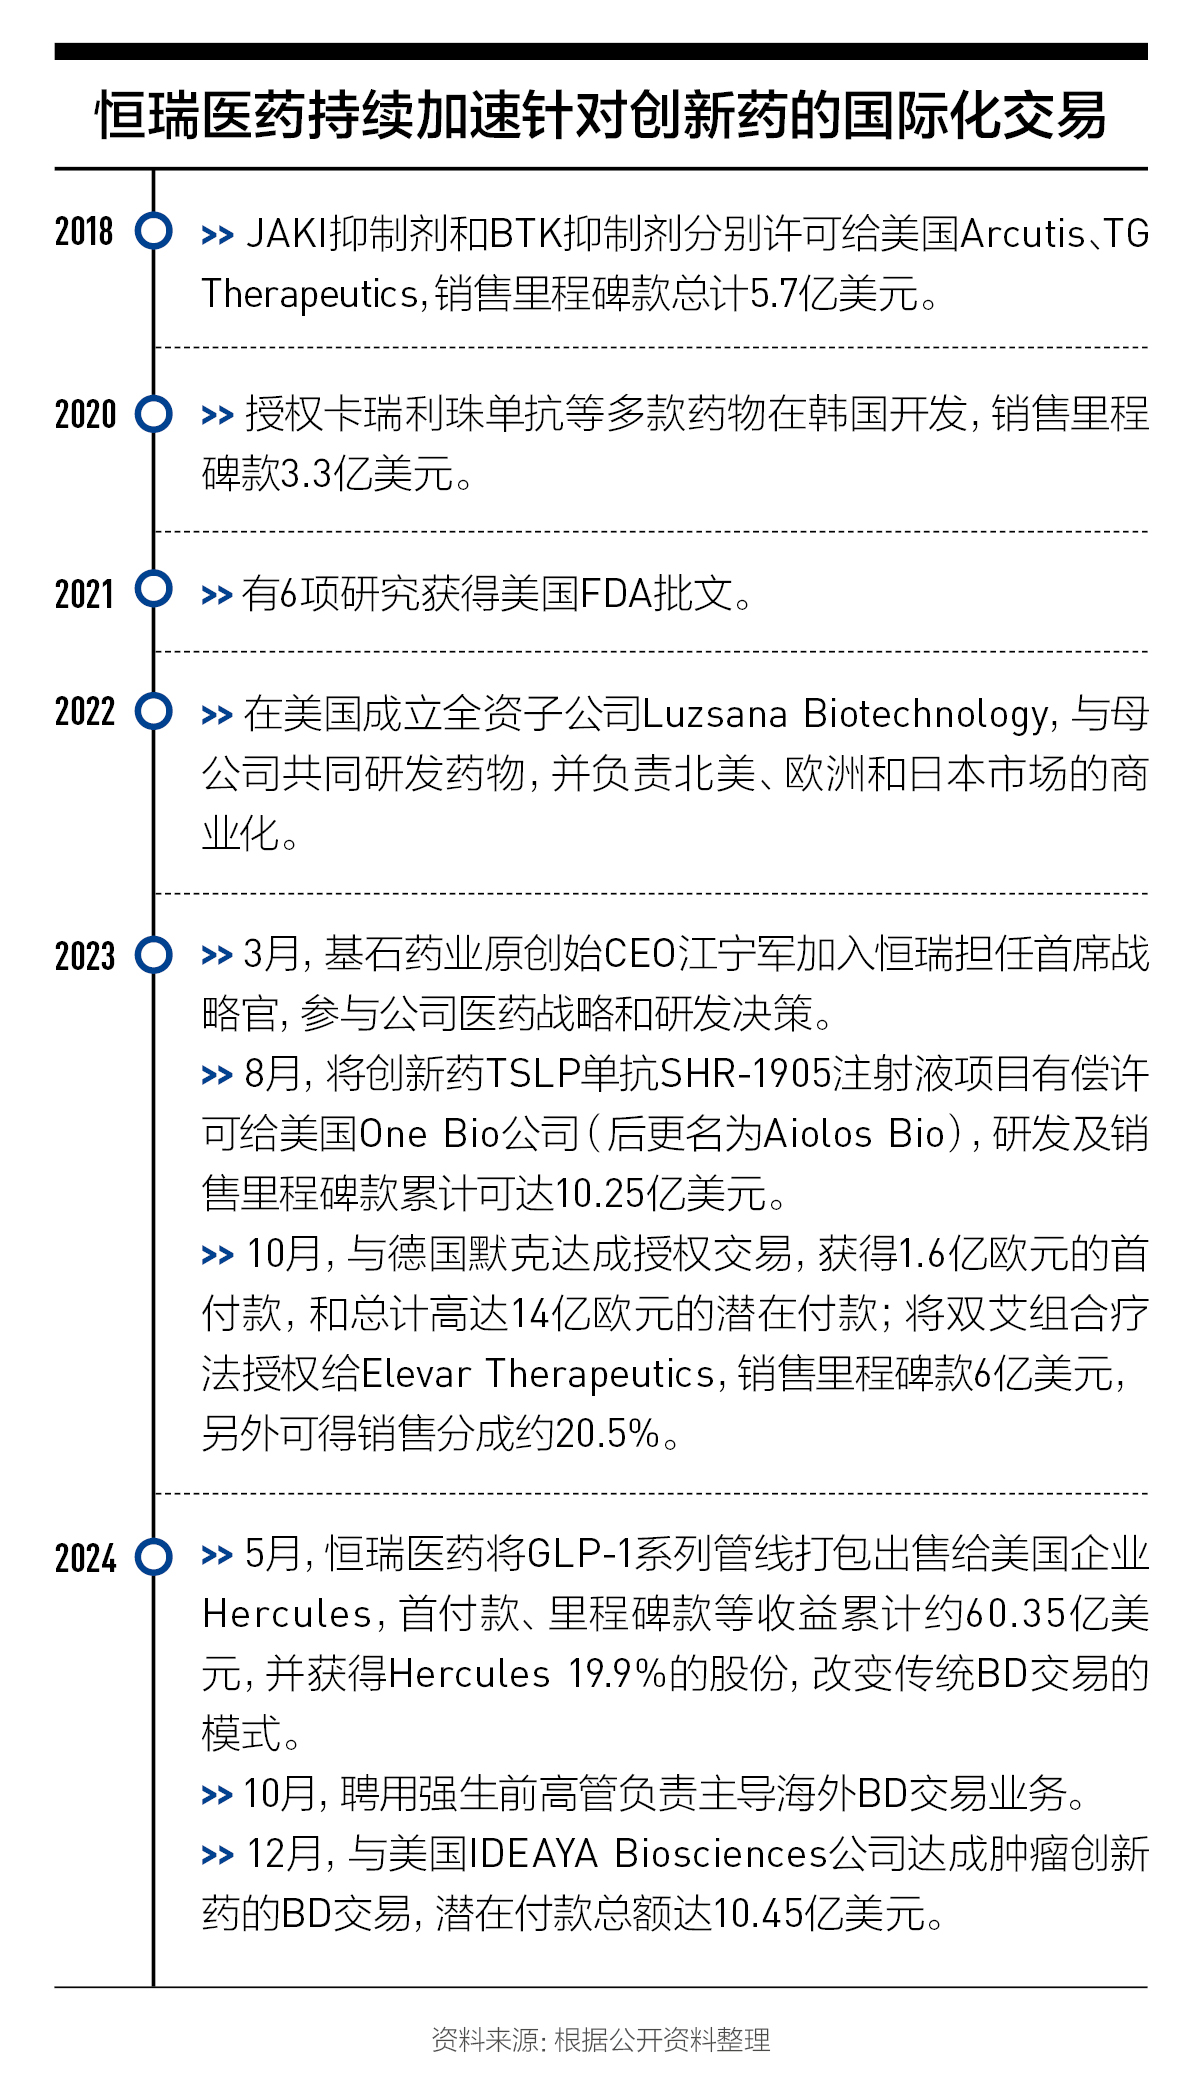 恒瑞医药持续加速针对创新药的国际化交易
2018
>> JAKI抑制剂和BTK抑制剂分别许可给美国Arcutis、TG
Therapeutics,销售里程碑款总计5.7亿美元。
2020
>> 授权卡瑞利珠单抗等多款药物在韩国开发,销售里程
碑款3.3亿美元。
2021
>> 有6项研究获得美国FDA批文。
2022
>> 在美国成立全资子公司Luzsana Biotechnology,与母
公司共同研发药物,并负责北美、欧洲和日本市场的商
业化。
2023
>> 3月,基石药业原创始CEO江宁军加入恒瑞担任首席战
略官,参与公司医药战略和研发决策。
>> 8月,将创新药TSLP单抗SHR-1905注射液项目有偿许
可给美国One Bio公司(后更名为Aiolos Bio),研发及销
售里程碑款累计可达10.25亿美元。
>> 10月,与德国默克达成授权交易,获得1.6亿欧元的首
付款,和总计高达14亿欧元的潜在付款;将双艾组合疗
法授权给Elevar Therapeutics,销售里程碑款6亿美元,
另外可得销售分成约20.5%。
2024
>> 5月,恒瑞医药将GLP-1系列管线打包出售给美国企业
Hercules,首付款、里程碑款等收益累计约60.35亿美
元,并获得Hercules 19.9%的股份,改变传统BD交易的
模式。
>> 10月,聘用强生前高管负责主导海外BD交易业务。
>> 12月,与美国IDEAYA Biosciences公司达成肿瘤创新
药的BD交易,潜在付款总额达10.45亿美元。
资料来源:根据公开资料整理